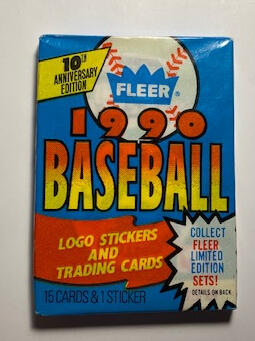 10TH
ANNIVERSARY
EDITION
FLEER®
1990
BASEBALL
LOGO STICKERS
AND
TRADING CARDS
COLLECT
FLEER
LIMITED
EDITION
SETS!
DETAILS ON BACK
15 CARDS & 1 STICKER